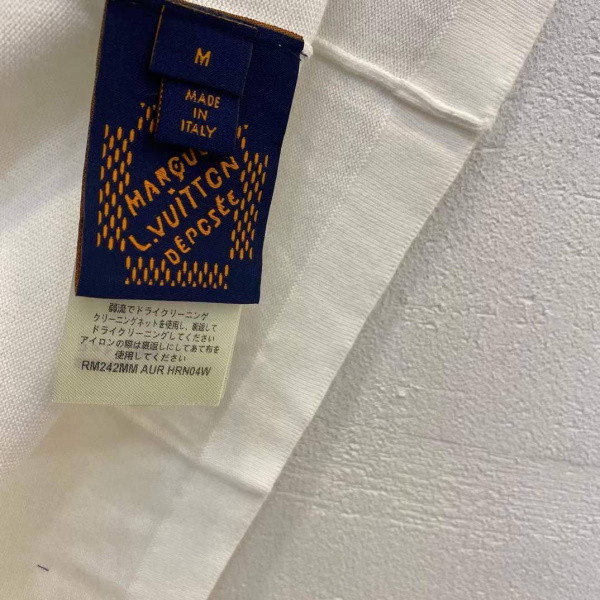 M
MADE
IN
ITALY
MARQUE
L.VUITTON
DÉPOSÉE
弱流でドライクリーニング
クリーニングネットを使用し、裏返して
ドライクリーニングしてください
アイロンの際は裏返しにしてあて布を
使用してください
RM242MM AUR HRN04W